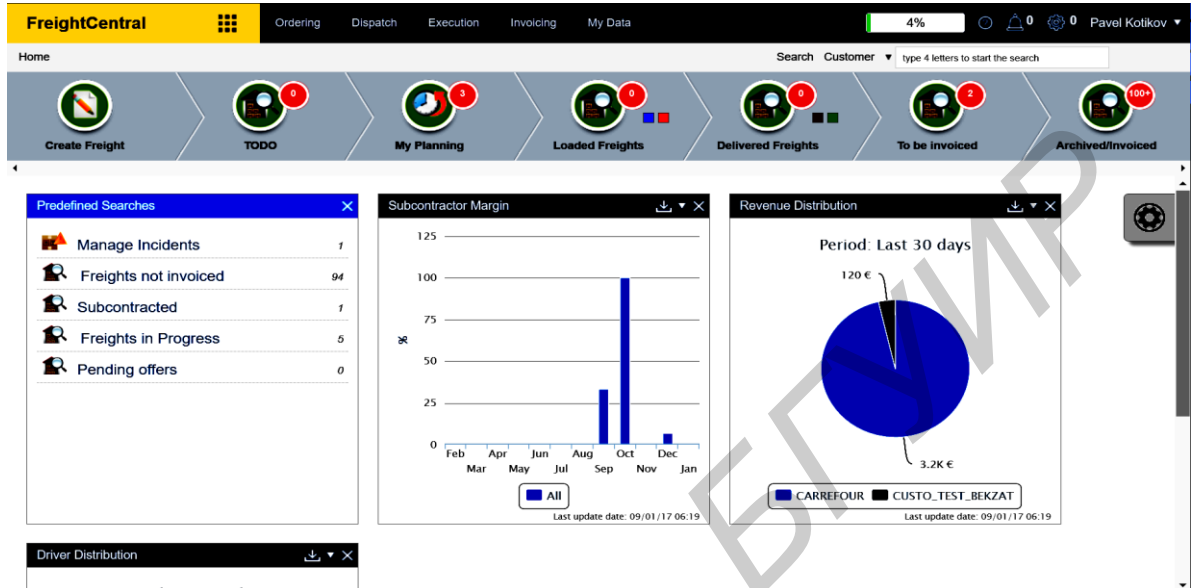 FreightCentral Ordering Dispatch Execution Invoicing My Data 4% 0 0 Pavel Kotikov
Home Search Customer type 4 letters to start the search
0 3 0 0 2 100+
Create Freight TODO My Planning Loaded Freights Delivered Freights To be invoiced Archived/Invoiced
Predefined Searches
Manage Incidents 1
Freights not invoiced 94
Subcontracted 1
Freights in Progress 5
Pending offers 0
Subcontractor Margin
125
100
75
%
50
25
0
Feb Apr Jun Aug Oct Dec
Mar May Jul Sep Nov Jan
All
Last update date: 09/01/17 06:19
Revenue Distribution
Period: Last 30 days
120 €
3.2K €
CARREFOUR CUSTO_TEST_BEKZAT
Last update date: 09/01/17 06:19
Driver Distribution
БГУИР